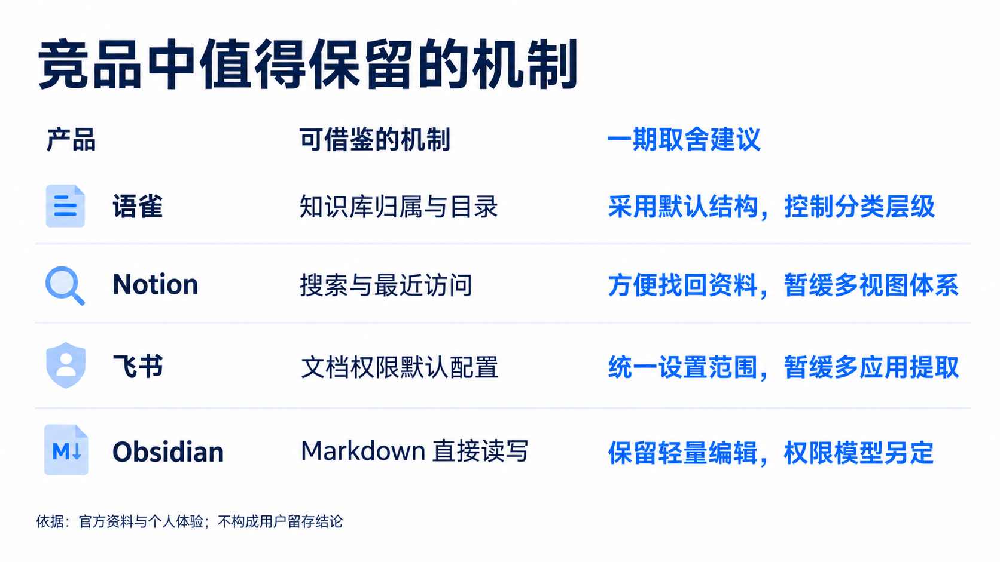 竞品中值得保留的机制
产品 可借鉴的机制 一期取舍建议
语雀 知识库归属与目录 采用默认结构，控制分类层级
Notion 搜索与最近访问 方便找回资料，暂缓多视图体系
飞书 文档权限默认配置 统一设置范围，暂缓多应用提取
M↓ Obsidian Markdown 直接读写 保留轻量编辑，权限模型另定
依据：官方资料与个人体验；不构成用户留存结论